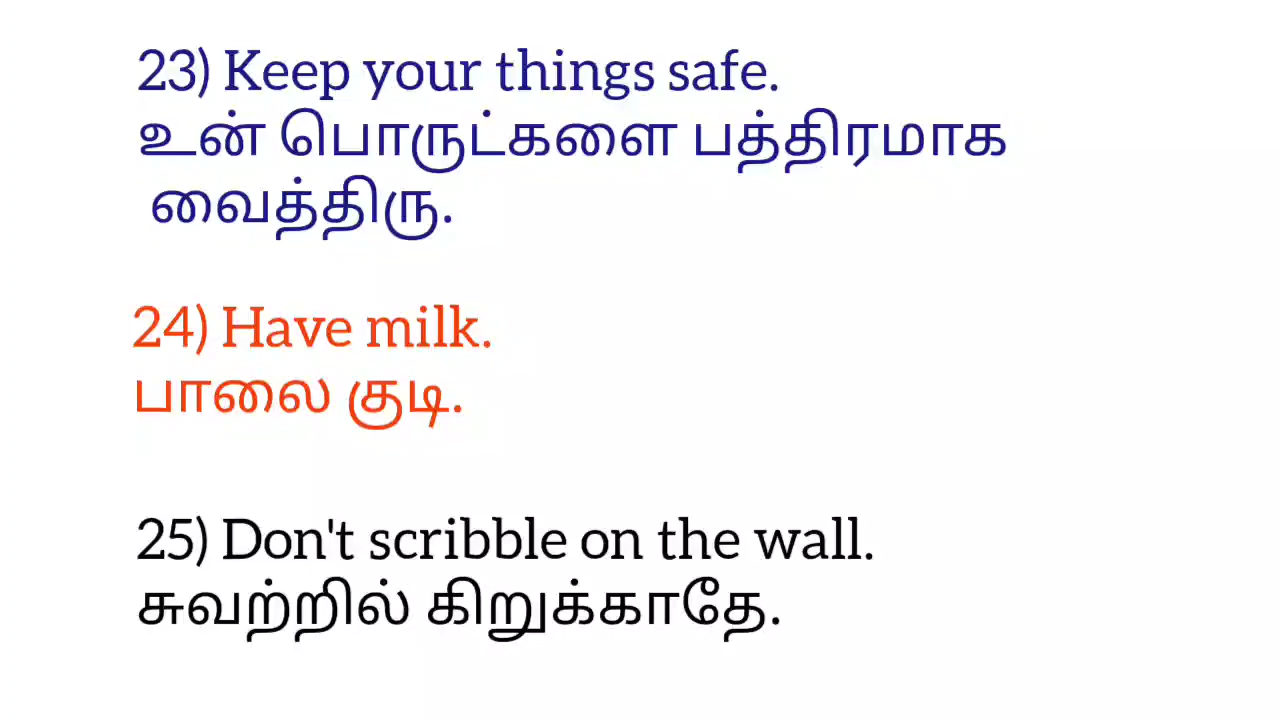 23) Keep your things safe.
உன் பொருட்களை பத்திரமாக
வைத்திரு.
24) Have milk.
பாலை குடி.
25) Don't scribble on the wall.
சுவற்றில் கிறுக்காதே.